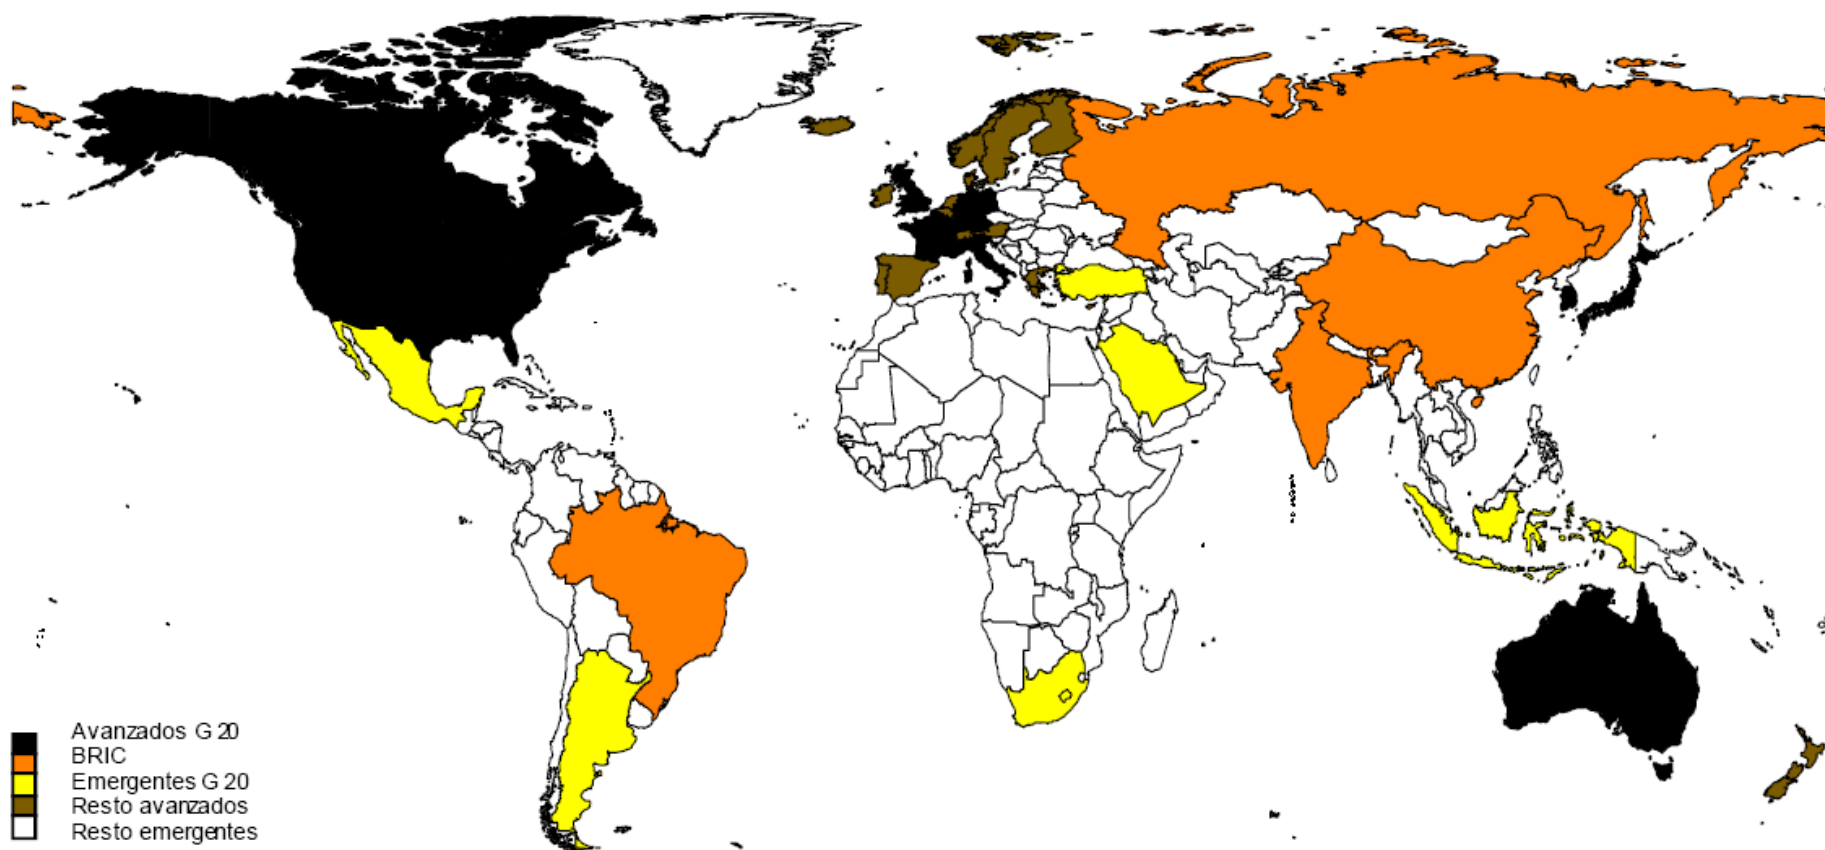 Avanzados G 20
BRIC
Emergentes G 20
Resto avanzados
Resto emergentes